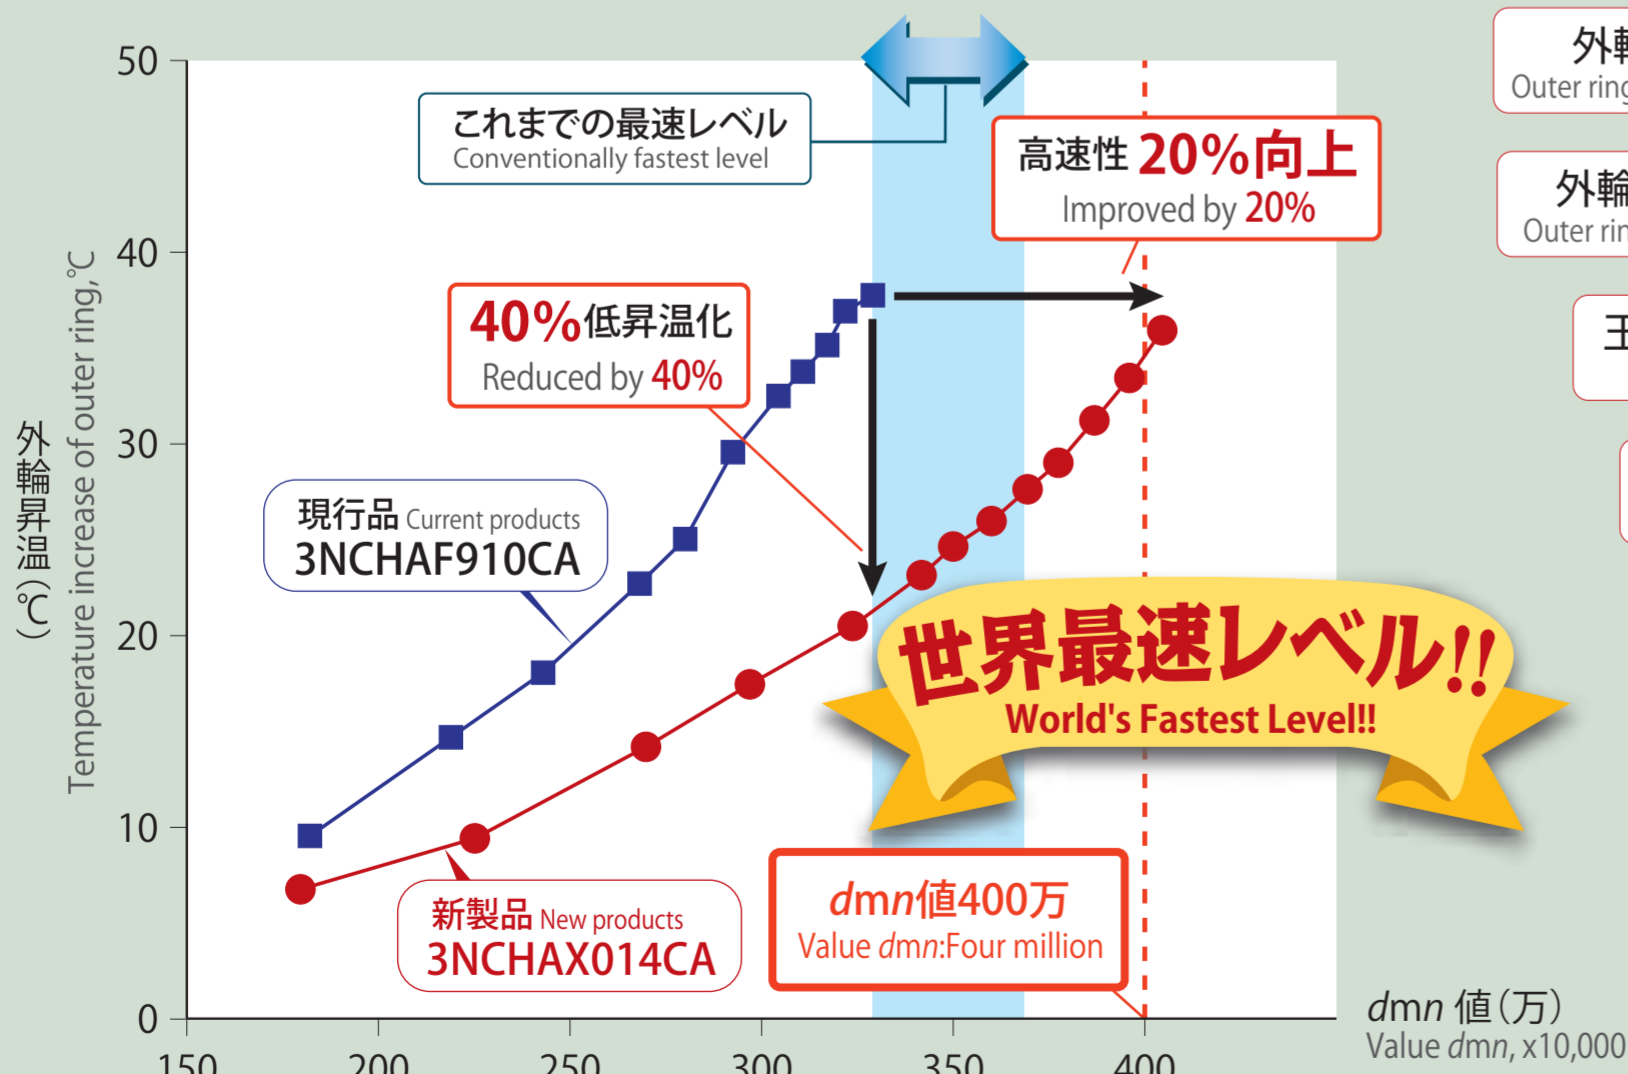 50
40
30
20
10
0
150
200
250
300
350
400
外輪昇温（℃）
Temperature increase of outer ring,℃
これまでの最速レベル
Conventionally fastest level
高速性 20%向上
Improved by 20%
40%低昇温化
Reduced by 40%
現行品 Current products
3NCHAF910CA
世界最速レベル!!
World's Fastest Level!!
新製品 New products
3NCHAX014CA
dmn値400万
Value dmn:Four million
dmn 値（万）
Value dmn, x10,000
外輪
Outer ring
外輪
Outer